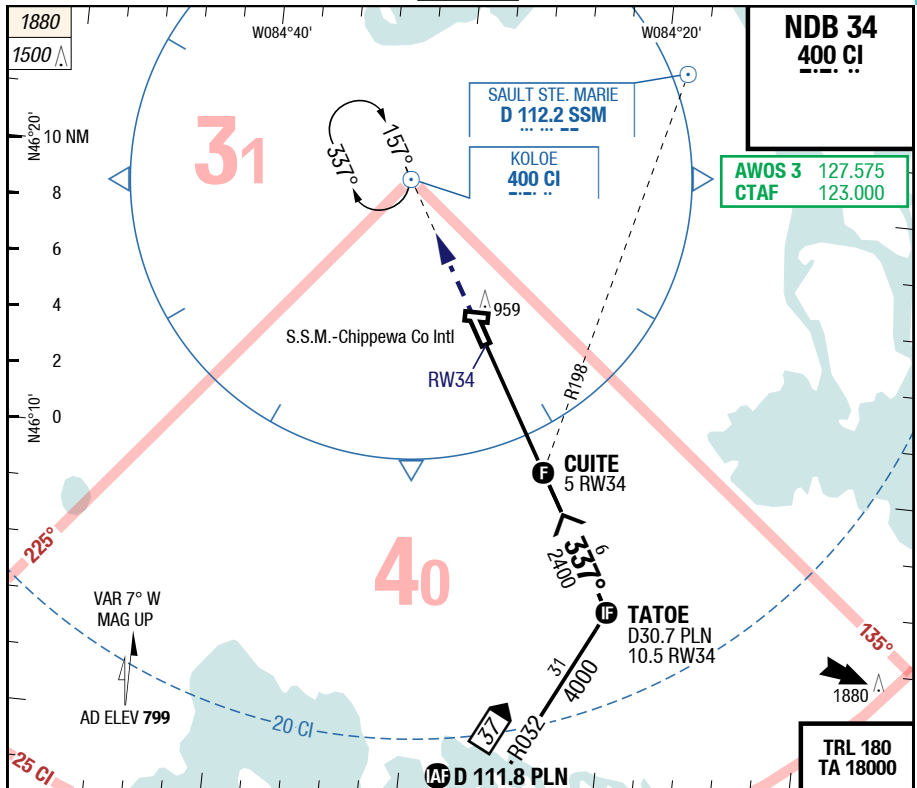 1880
1500
W084°40'
W084°20'
NDB 34
400 CI
N46°20'
10 NM
31
157°
337°
SAULT STE. MARIE
D 112.2 SSM
KOLOE
400 CI
AWOS 3 127.575
CTAF 123.000
8
6
4
2
0
N46°10'
959
S.S.M.-Chippewa Co Intl
RW34
R198
CUITE
5 RW34
225°
40
6
337°
2400
VAR 7° W
MAG UP
TATOE
D30.7 PLN
10.5 RW34
135°
31
4000
1880
AD ELEV 799
20 CI
37
R032
25 CI
IAF D 111.8 PLN
F
IF
TRL 180
TA 18000